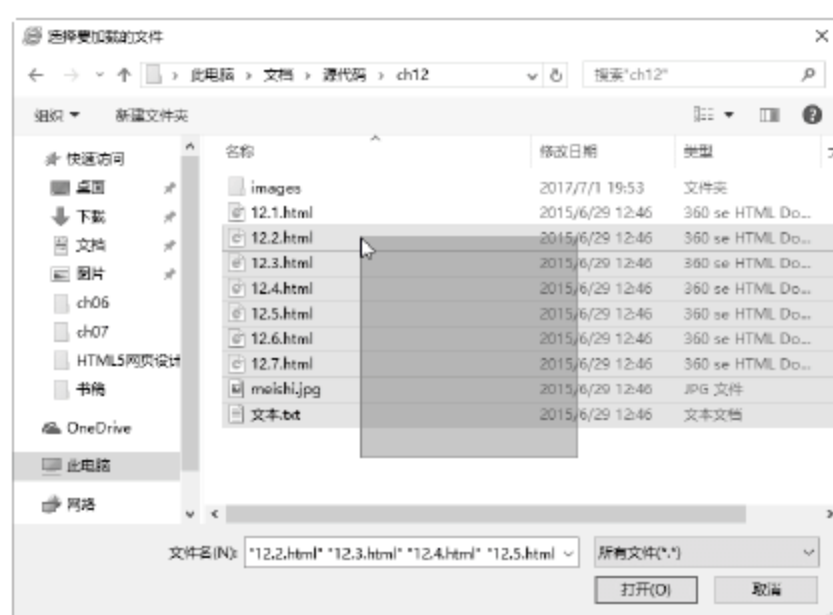 选择要加载的文件
此电脑 › 文档 › 源代码 › ch12
搜索"ch12"
组织 新建文件夹
快速访问
桌面
下载
文档
图片
ch06
ch07
HTML5网页设计
书稿
OneDrive
此电脑
网络
名称 修改日期 类型
images 2017/7/1 19:53 文件夹
12.1.html 2015/6/29 12:46 360 se HTML Do...
12.2.html 2015/6/29 12:46 360 se HTML Do...
12.3.html 2015/6/29 12:46 360 se HTML Do...
12.4.html 2015/6/29 12:46 360 se HTML Do...
12.5.html 2015/6/29 12:46 360 se HTML Do...
12.6.html 2015/6/29 12:46 360 se HTML Do...
12.7.html 2015/6/29 12:46 360 se HTML Do...
meishi.jpg 2015/6/29 12:46 JPG 文件
文本.txt 2015/6/29 12:46 文本文档
文件名(N): "12.2.html" "12.3.html" "12.4.html" "12.5.html
所有文件(*.*)
打开(O) 取消